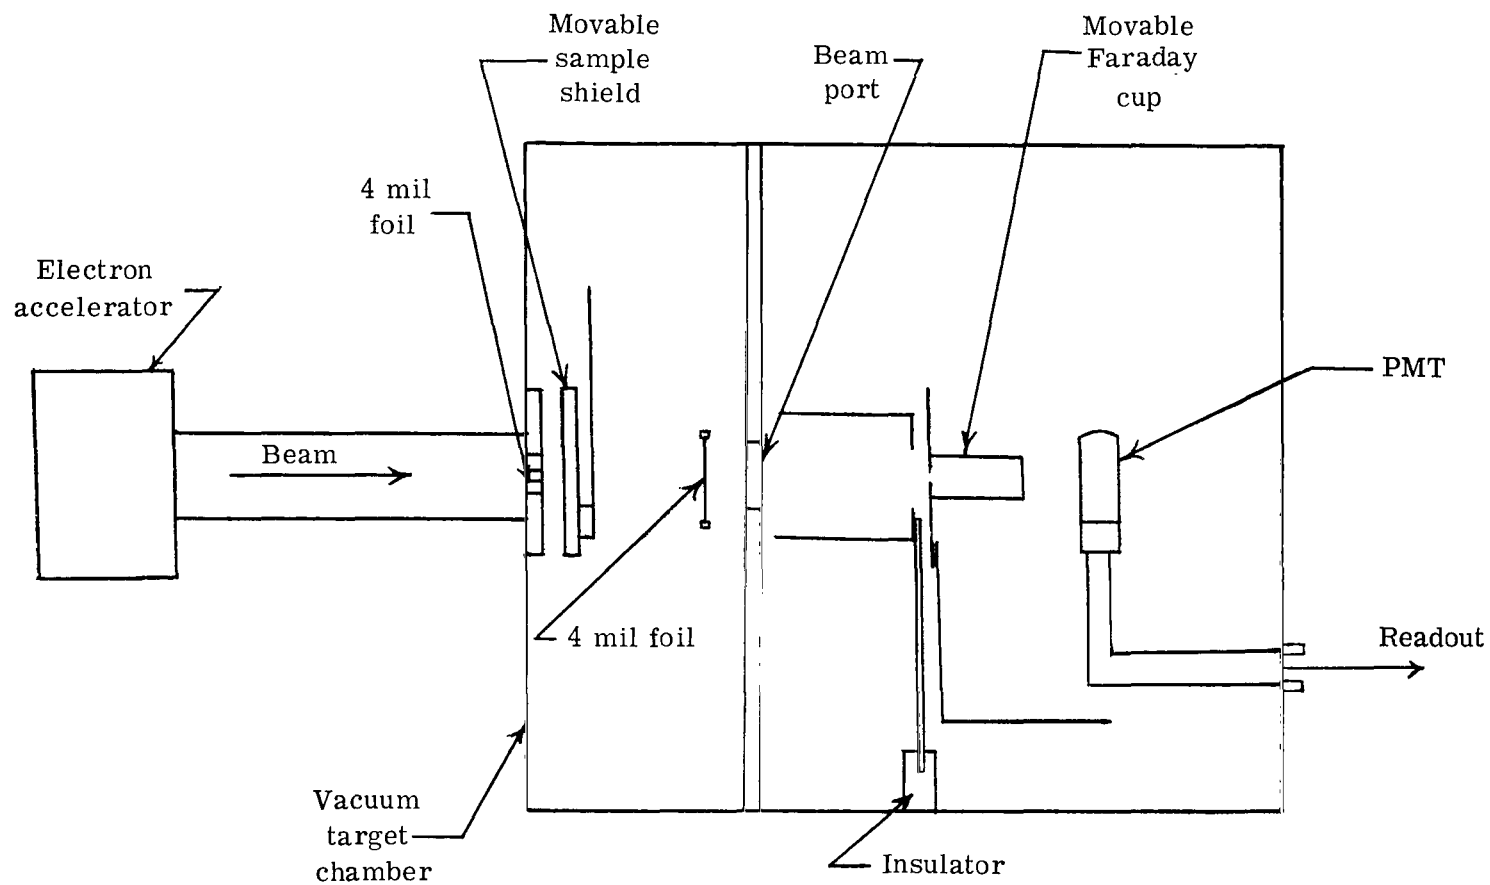 Movable
sample
shield
Beam
port
Movable
Faraday
cup
4 mil
foil
Electron
accelerator
PMT
Beam
4 mil foil
Readout
Vacuum
target
chamber
Insulator